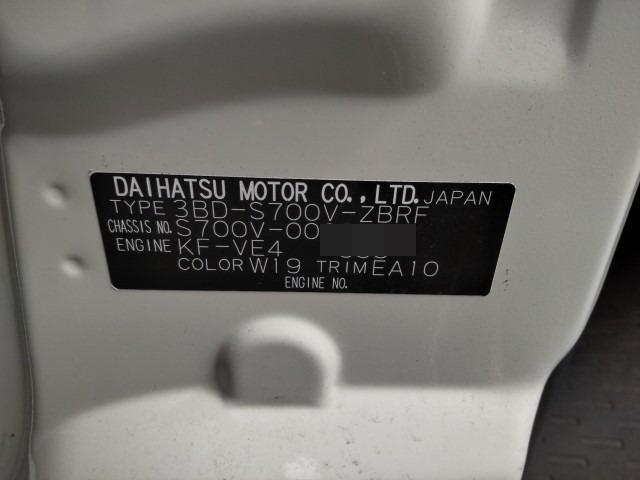 DAIHATSU MOTOR CO., LTD. JAPAN
TYPE 3BD-S700V-ZBRF
CHASSIS NO. S700V-00
ENGINE KF-VE4
COLOR W19 TRIM EA10
ENGINE NO.